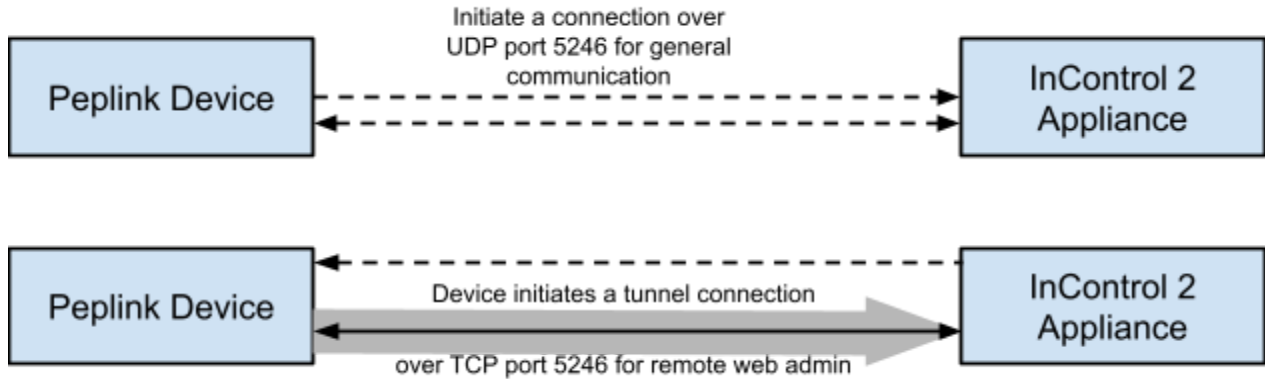 Initiate a connection over
UDP port 5246 for general
communication
Peplink Device
InControl 2
Appliance
Peplink Device
Device initiates a tunnel connection
over TCP port 5246 for remote web admin
InControl 2
Appliance